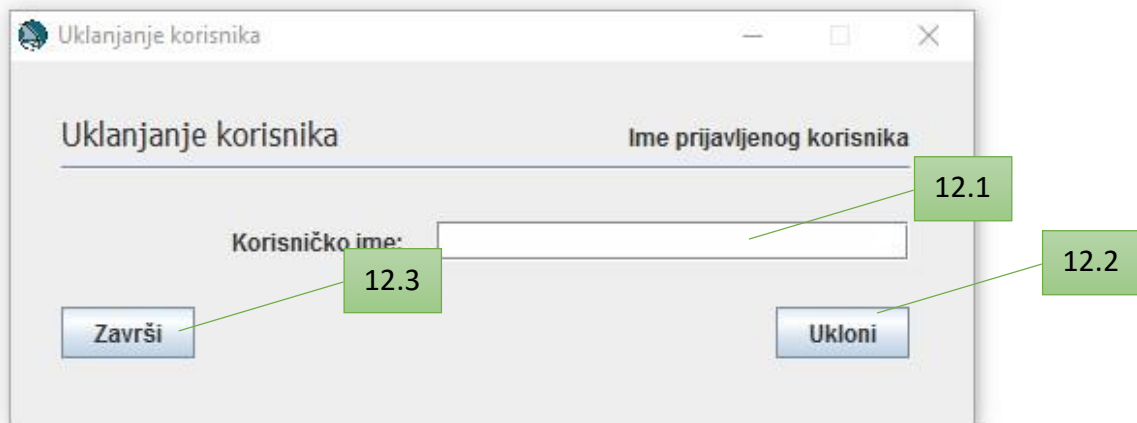 Uklanjanje korisnika
Uklanjanje korisnika Ime prijavljenog korisnika
12.1
Korisničko ime:
12.2
12.3
Završi Ukloni